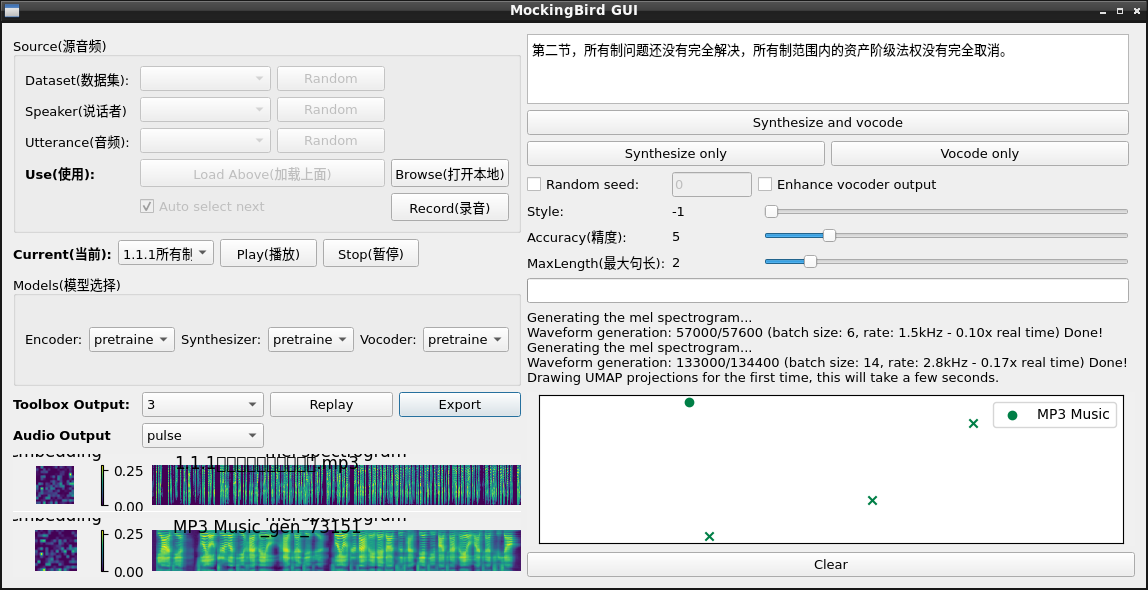 MockingBird GUI
Source(源音频)
Dataset(数据集):
Random
Speaker(说话者)
Random
Utterance(音频):
Random
Use(使用):
Load Above(加载上面)
Browse(打开本地)
Auto select next
Record(录音)
Current(当前):
1.1.1所有制
Play(播放)
Stop(暂停)
Models(模型选择)
Encoder:
pretraine
Synthesizer:
pretraine
Vocoder:
pretraine
Toolbox Output:
3
Replay
Export
Audio Output
pulse
embedding
mel spectrogram
1.1.1
.mp3
0.25
0.00
embedding
mel spectrogram
MP3 Music_gen_73151
0.25
0.00
第二节，所有制问题还没有完全解决，所有制范围内的资产阶级法权没有完全取消。
Synthesize and vocode
Synthesize only
Vocode only
Random seed:
0
Enhance vocoder output
Style:
-1
Accuracy(精度):
5
MaxLength(最大句长):
2
Generating the mel spectrogram...
Waveform generation: 57000/57600 (batch size: 6, rate: 1.5kHz - 0.10x real time) Done!
Generating the mel spectrogram...
Waveform generation: 133000/134400 (batch size: 14, rate: 2.8kHz - 0.17x real time) Done!
Drawing UMAP projections for the first time, this will take a few seconds.
MP3 Music
Clear